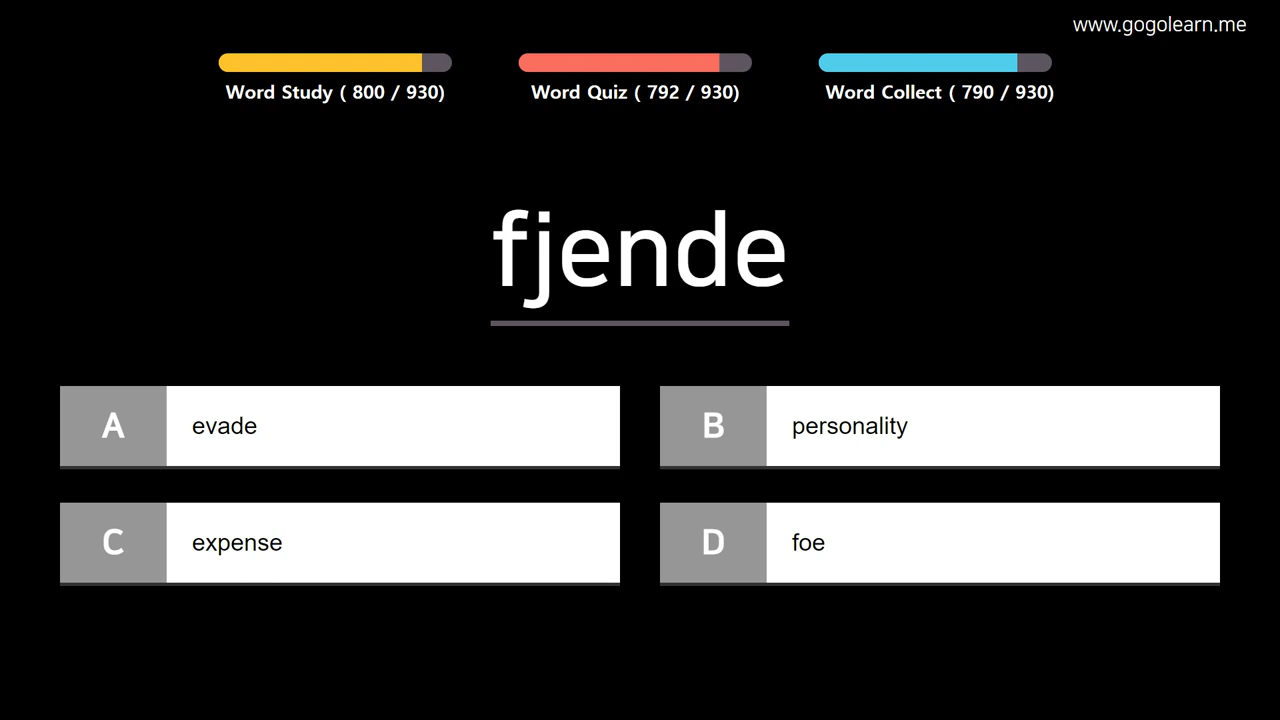 www.gogolearn.me
Word Study ( 800 / 930)
Word Quiz ( 792 / 930)
Word Collect ( 790 / 930)
fjende
A evade
B personality
C expense
D foe